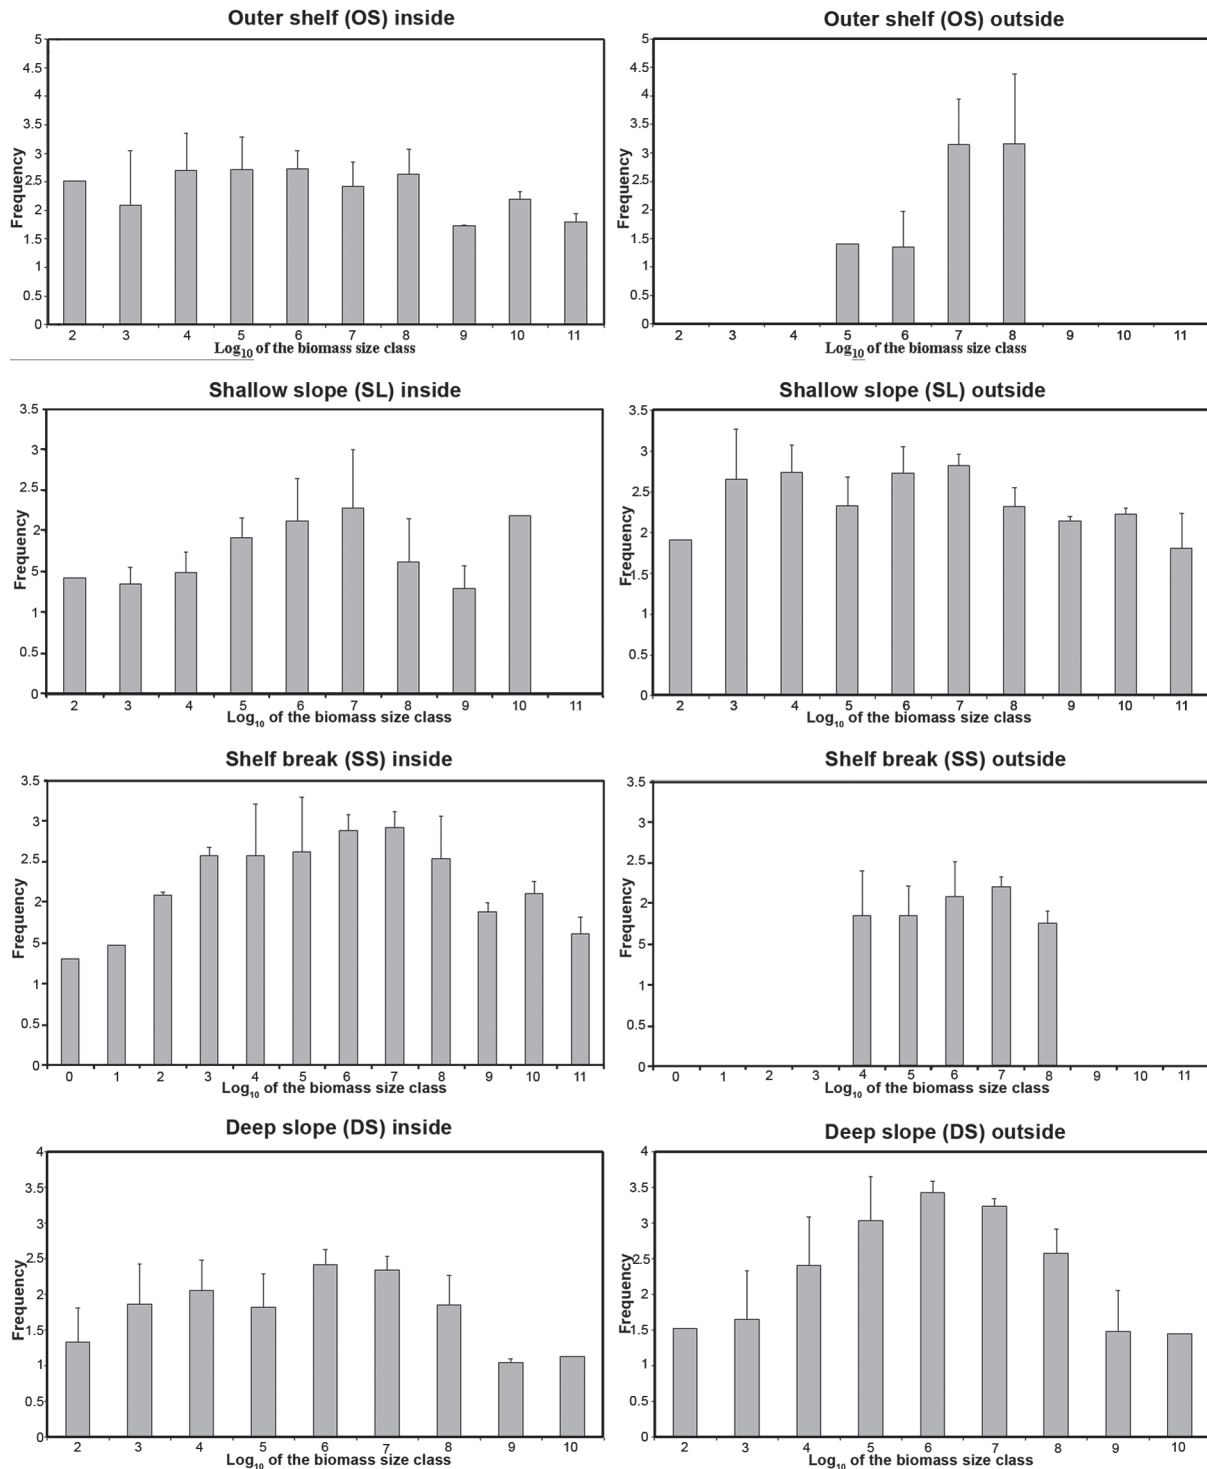 Outer shelf (OS) inside
5
4.5
4
3.5
3
2.5
2
1.5
1
0.5
0
Frequency
2 3 4 5 6 7 8 9 10 11
Log10 of the biomass size class
Outer shelf (OS) outside
5
4.5
4
3.5
3
2.5
2
1.5
1
0.5
0
Frequency
2 3 4 5 6 7 8 9 10 11
Log10 of the biomass size class
Shallow slope (SL) inside
3.5
3
2.5
2
5
1
0.5
0
Frequency
2 3 4 5 6 7 8 9 10 11
Log10 of the biomass size class
Shallow slope (SL) outside
3.5
3
2.5
2
1.5
1
0.5
0
Frequency
2 3 4 5 6 7 8 9 10 11
Log10 of the biomass size class
Shelf break (SS) inside
3.5
3
2.5
2
5
1
0.5
0
Frequency
0 1 2 3 4 5 6 7 8 9 10 11
Log10 of the biomass size class
Shelf break (SS) outside
3.5
3
2.5
2
5
1
0.5
0
Frequency
0 1 2 3 4 5 6 7 8 9 10 11
Log10 of the biomass size class
Deep slope (DS) inside
4
3.5
3
2.5
2
1.5
1
0.5
0
Frequency
2 3 4 5 6 7 8 9 10
Log10 of the biomass size class
Deep slope (DS) outside
4
3.5
3
2.5
2
1.5
1
0.5
0
Frequency
2 3 4 5 6 7 8 9 10
Log10 of the biomass size class